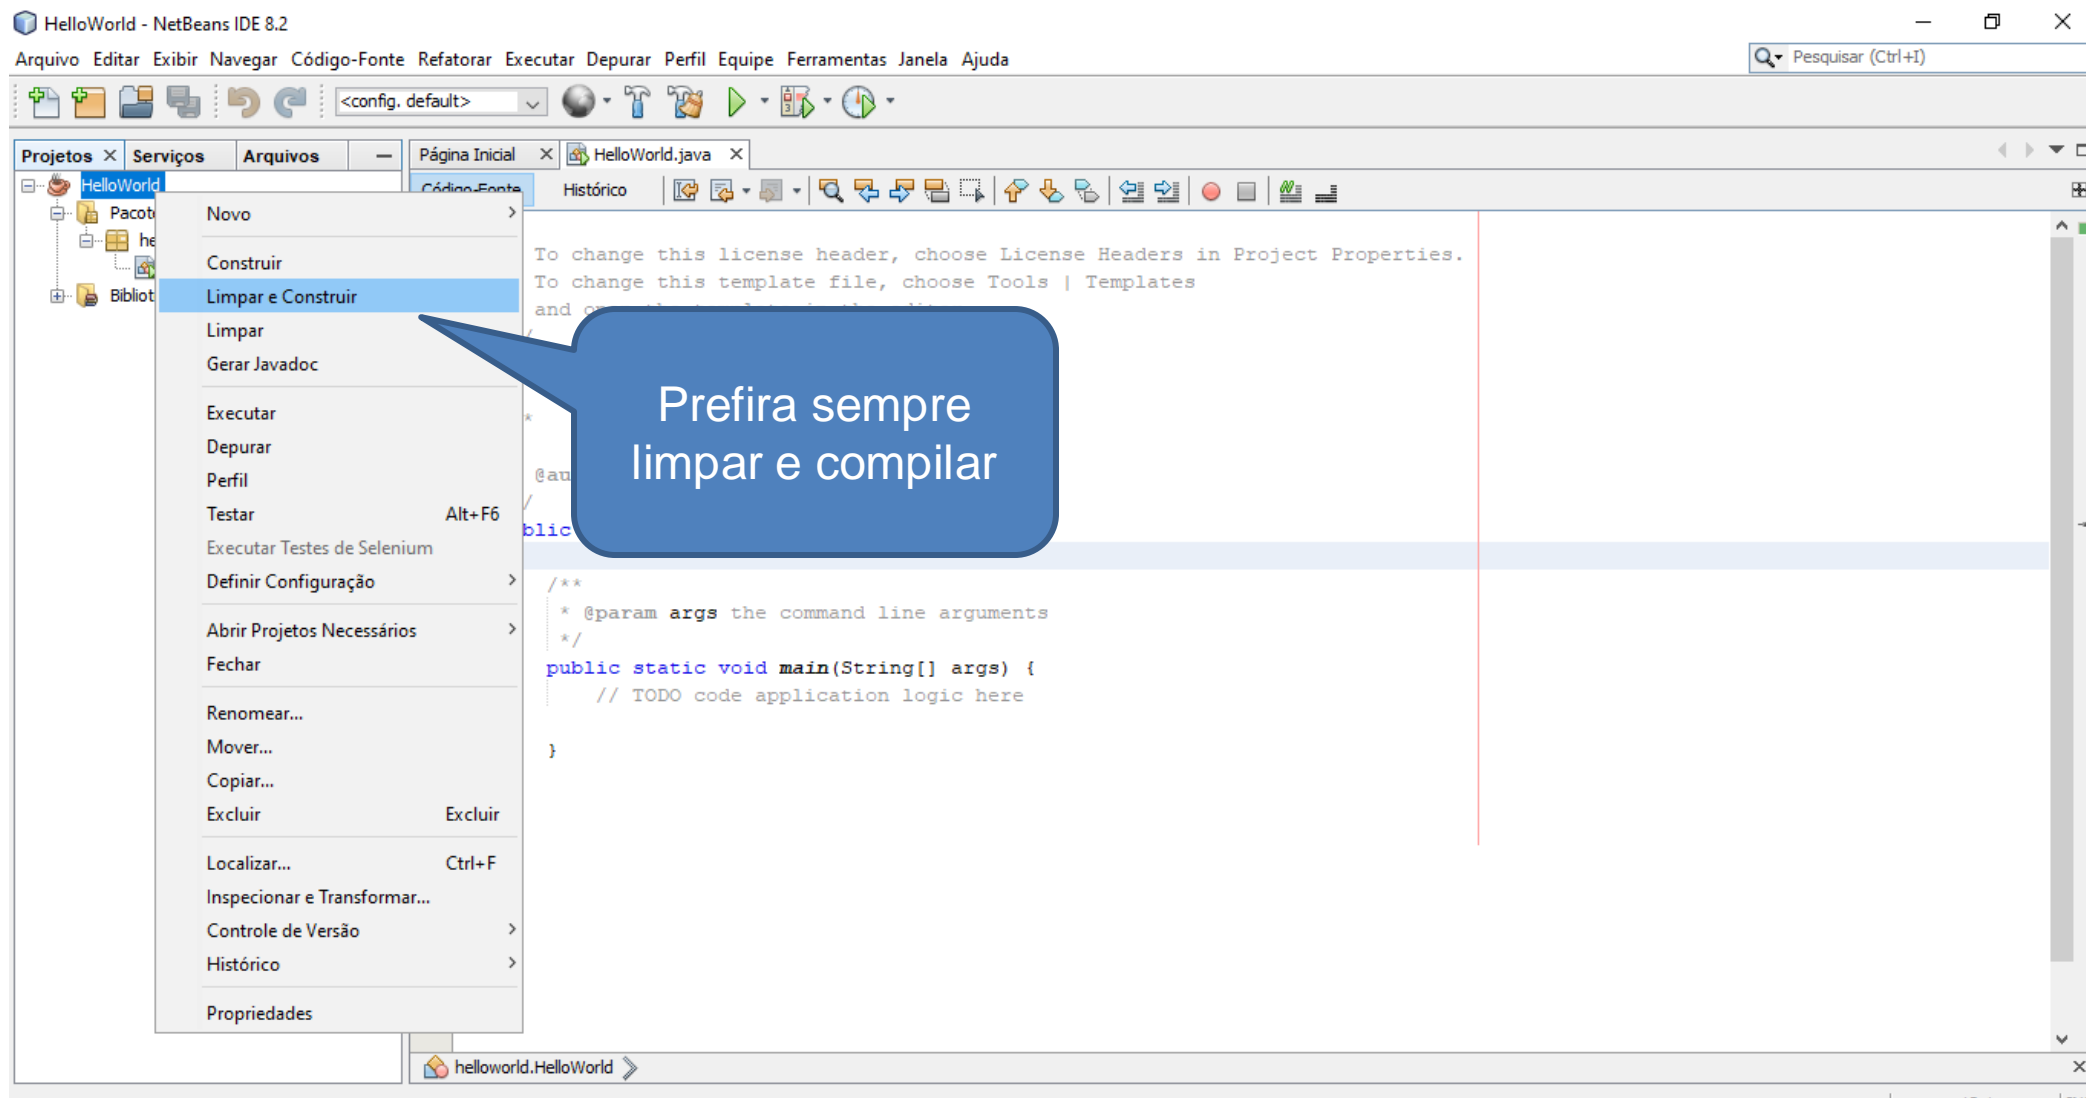 HelloWorld - NetBeans IDE 8.2
Arquivo Editar Exibir Navegar Código-Fonte Refatorar Executar Depurar Perfil Equipe Ferramentas Janela Ajuda
Pesquisar (Ctrl+I)
<config. default>
Projetos Serviços Arquivos
Página Inicial HelloWorld.java
HelloWorld
Código-Fonte Histórico
Novo
Construir
Limpar e Construir
Limpar
Gerar Javadoc
Executar
Depurar
Perfil
Testar Alt+F6
Executar Testes de Selenium
Definir Configuração
Abrir Projetos Necessários
Fechar
Renomear...
Mover...
Copiar...
Excluir Excluir
Localizar... Ctrl+F
Inspecionar e Transformar...
Controle de Versão
Histórico
Propriedades
To change this license header, choose License Headers in Project Properties.
To change this template file, choose Tools | Templates
and
Prefira sempre
limpar e compilar
/**
* @param args the command line arguments
*/
public static void main(String[] args) {
// TODO code application logic here
}
helloworld.HelloWorld